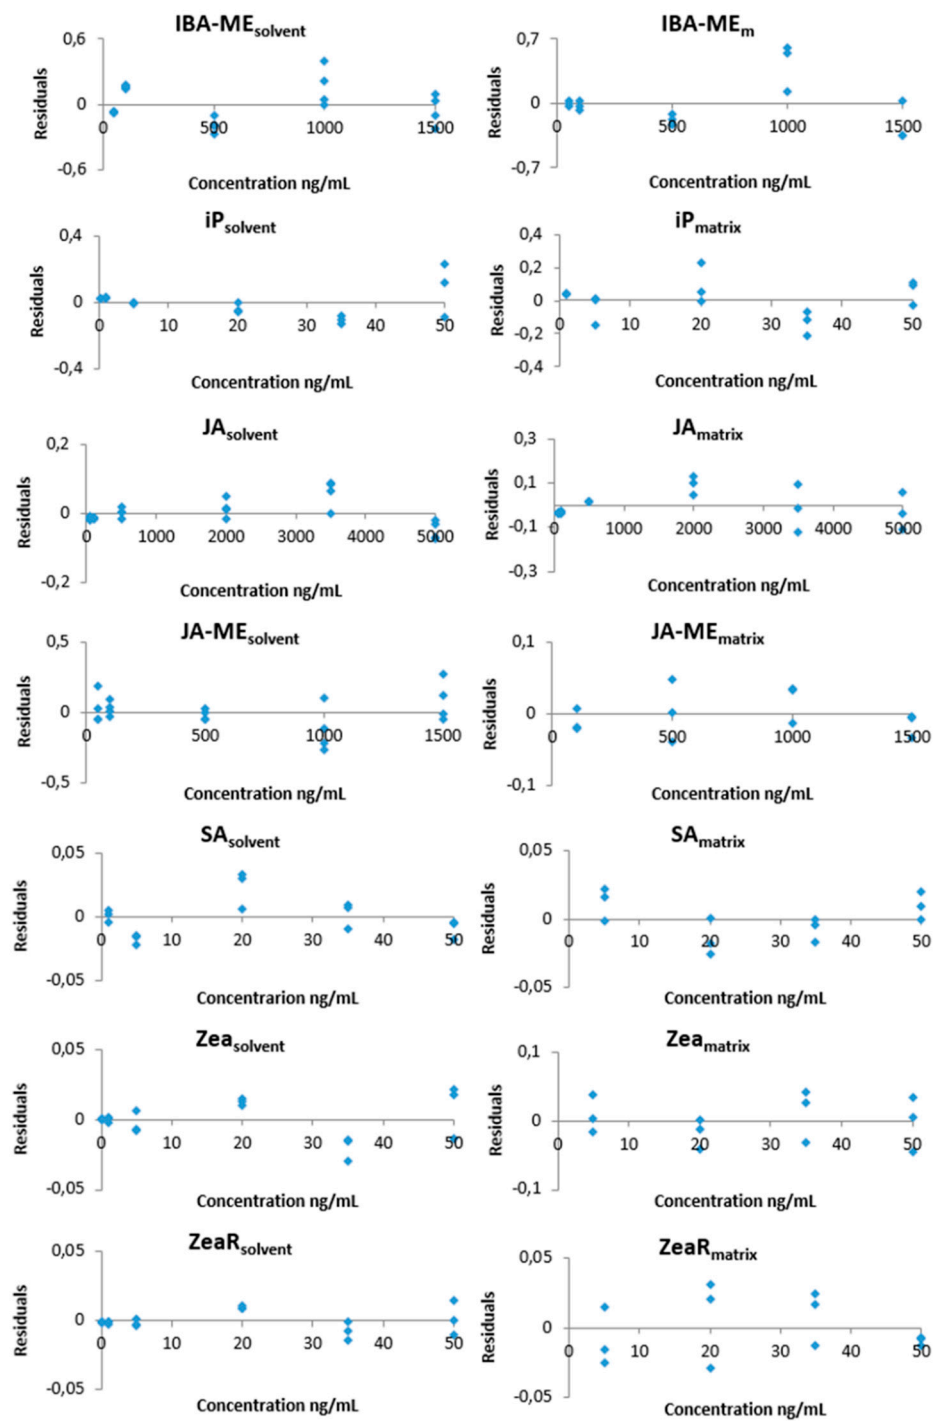 IBA-MEsolvent
0,6
0
-0,6
0
500
1000
1500
Residuals
Concentration ng/mL
IBA-MEm
0,7
0
-0,7
0
500
1000
1500
Residuals
Concentration ng/mL
iPsolvent
0,4
0
-0,4
0
10
20
30
40
50
Residuals
Concentration ng/mL
iPmatrix
0,4
0,2
0
-0,2
-0,4
0
10
20
30
40
50
Residuals
Concentration ng/mL
JAsolvent
0,2
0
-0,2
0
1000
2000
3000
4000
5000
Residuals
Concentration ng/mL
JAmatrix
0,3
0,1
-0,1
-0,3
0
1000
2000
3000
4000
5000
Residuals
Concentration ng/mL
JA-MEsolvent
0,5
0
-0,5
0
500
1000
1500
Residuals
Concentration ng/mL
JA-MEmatrix
0,1
0
-0,1
0
500
1000
1500
Residuals
Concentration ng/mL
SAsolvent
0,05
0
-0,05
0
10
20
30
40
50
Residuals
Concentrarion ng/mL
SAmatrix
0,05
0
-0,05
0
10
20
30
40
50
Residuals
Concentration ng/mL
Zeasolvent
0,05
0
-0,05
0
10
20
30
40
50
Residuals
Concentration ng/mL
Zeamatrix
0,1
0
-0,1
0
10
20
30
40
50
Residuals
Concentration ng/mL
ZeaRsolvent
0,05
0
-0,05
0
10
20
30
40
50
Residuals
Concentration ng/mL
ZeaRmatrix
0,05
0
-0,05
0
10
20
30
40
50
Residuals
Concentration ng/mL